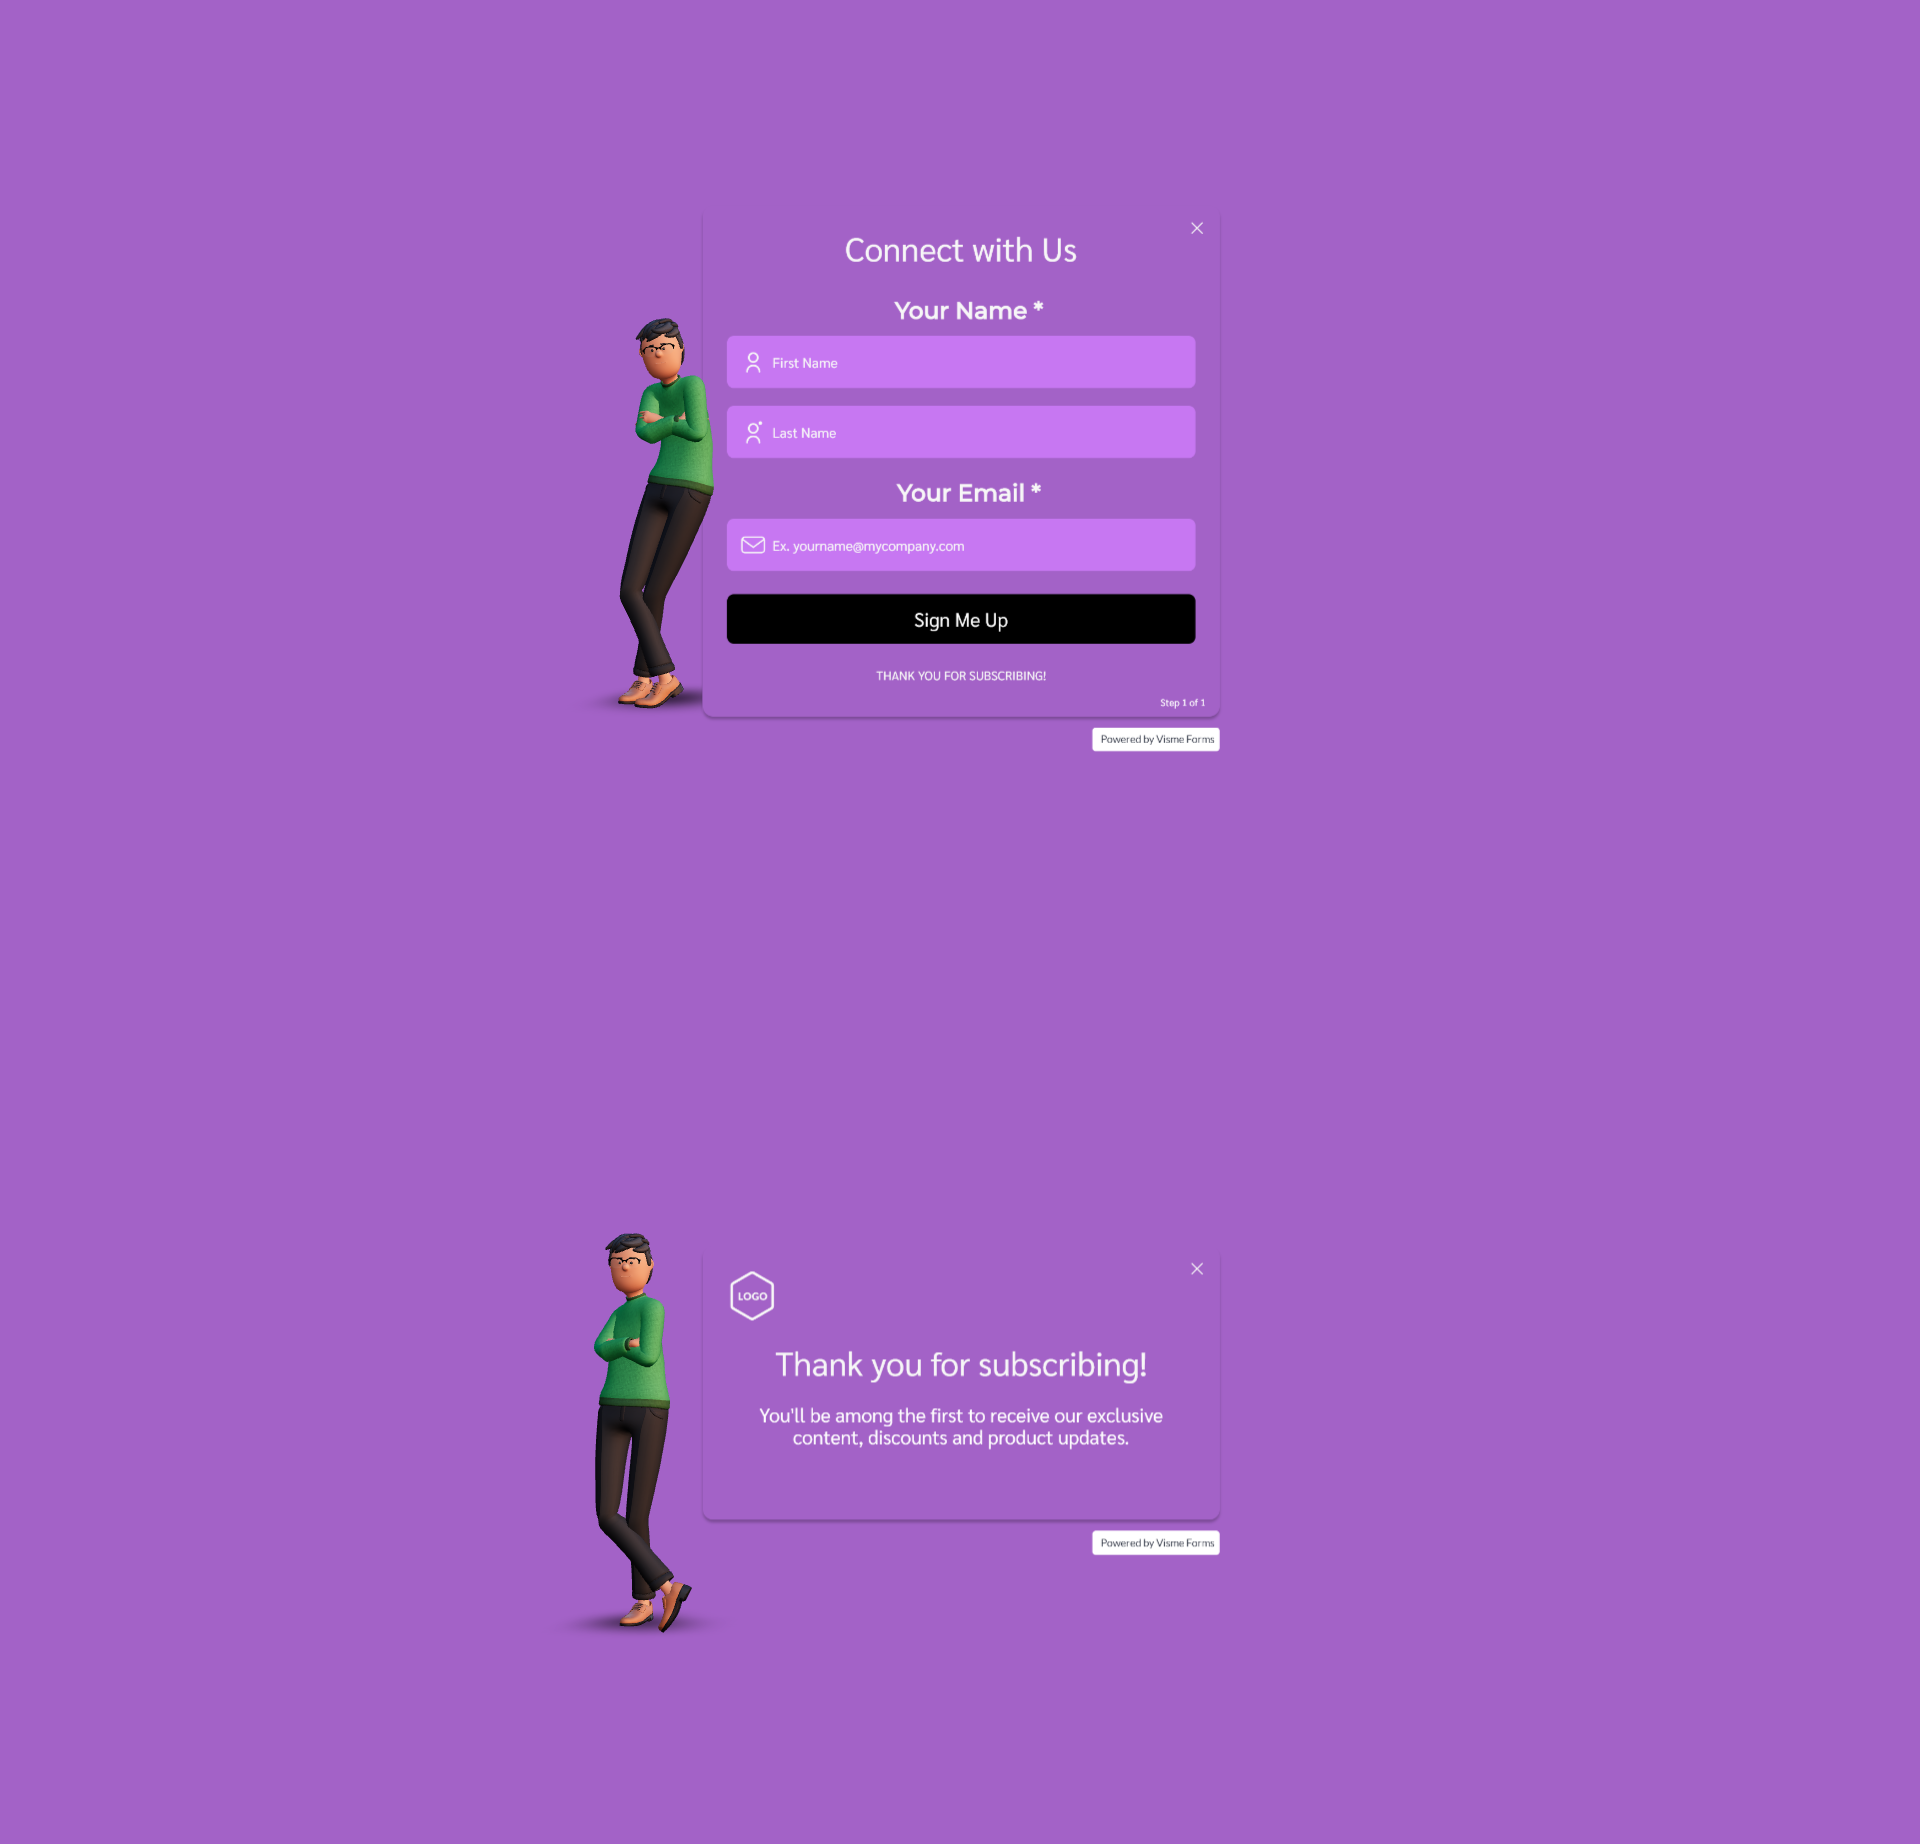 Connect with Us
Your Name *
First Name
Last Name
Your Email *
Ex. yourname@mycompany.com
Sign Me Up
THANK YOU FOR SUBSCRIBING!
Step 1 of 1
Powered by Visme Forms
LOGO
Thank you for subscribing!
You'll be among the first to receive our exclusive
content, discounts and product updates.
Powered by Visme Forms